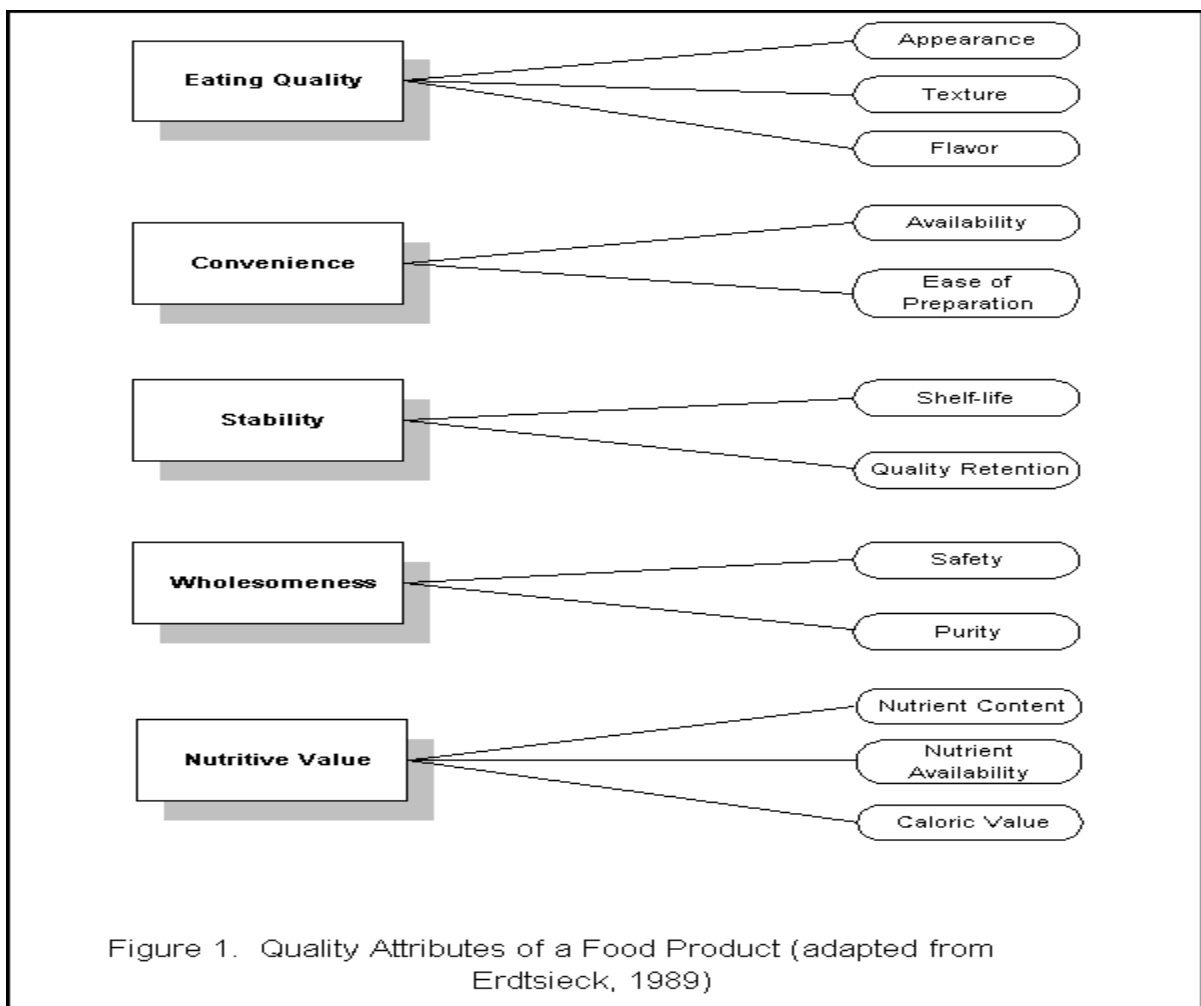 Eating Quality
Appearance
Texture
Flavor
Convenience
Availability
Ease of
Preparation
Stability
Shelf-life
Quality Retention
Wholesomeness
Safety
Purity
Nutritive Value
Nutrient Content
Nutrient
Availability
Caloric Value
Figure 1.  Quality Attributes of a Food Product (adapted from
Erdtsieck, 1989)